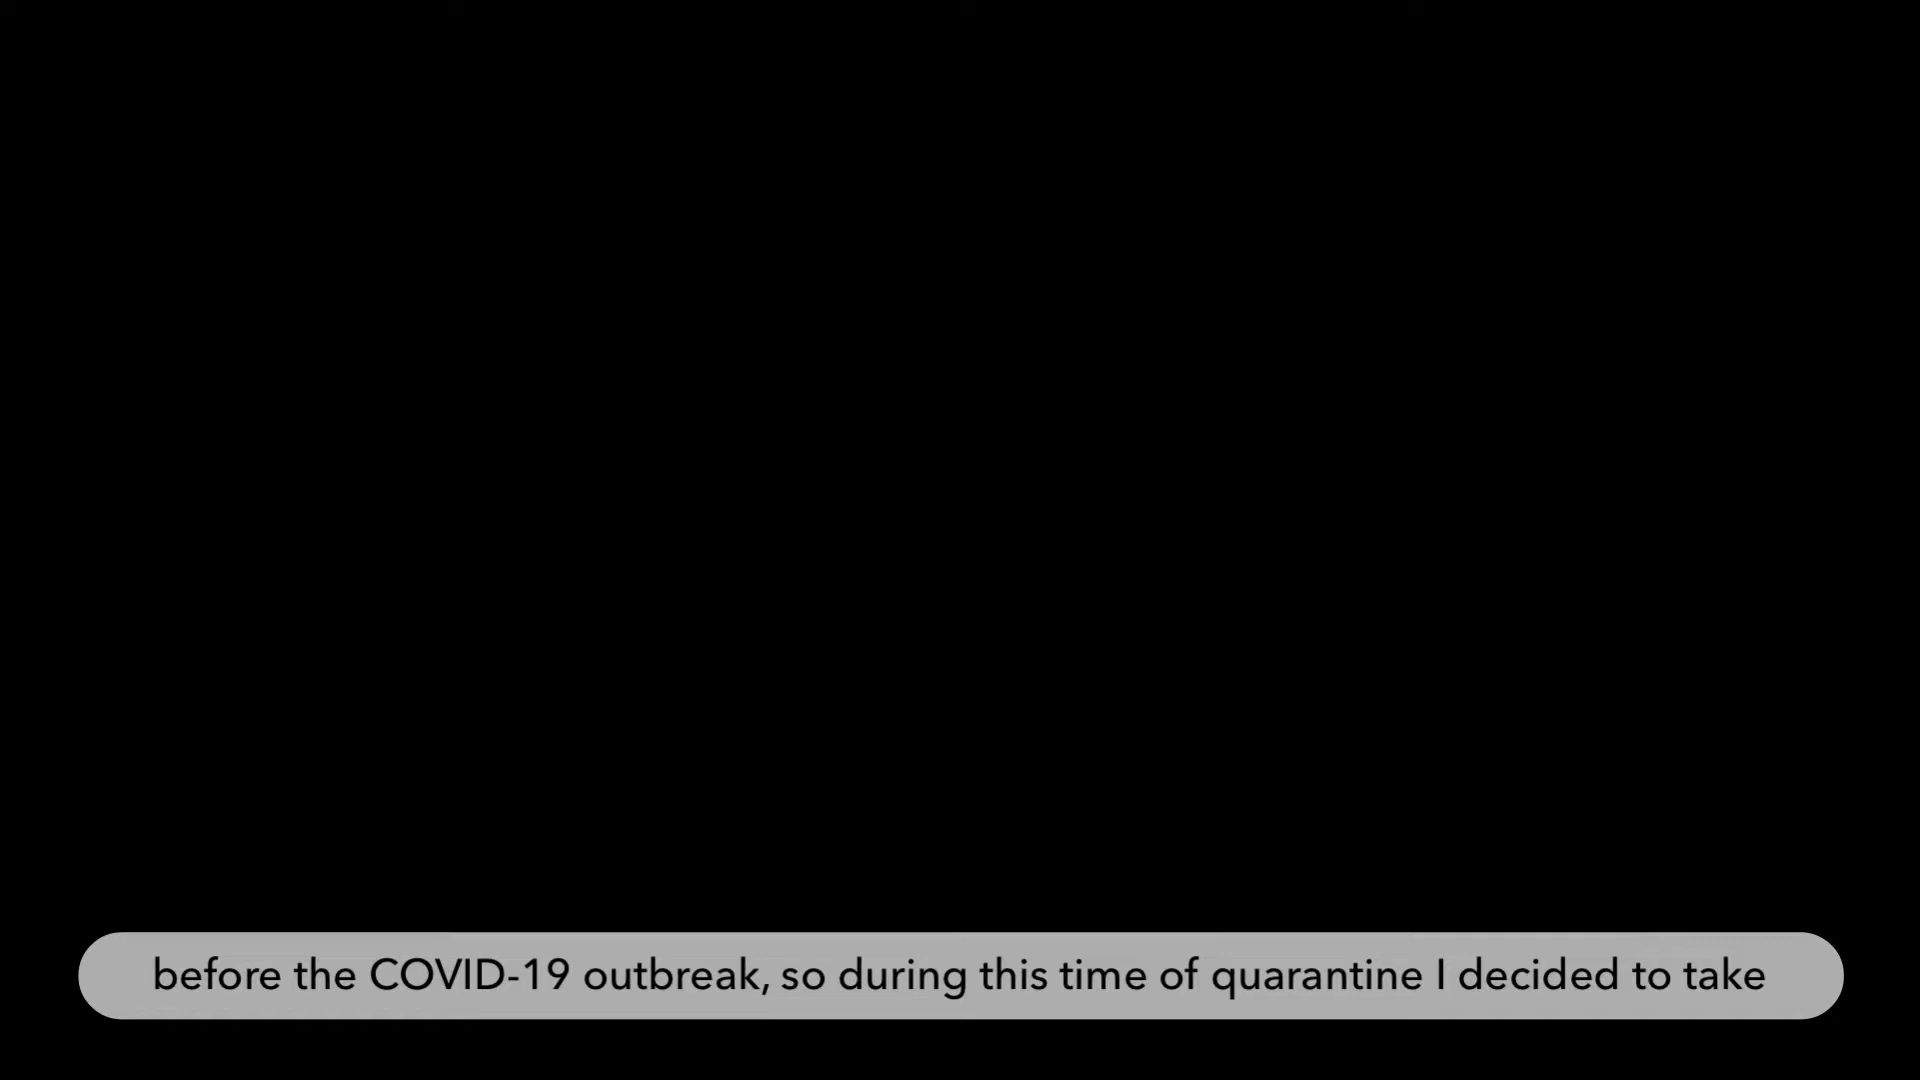 before the COVID-19 outbreak, so during this time of quarantine I decided to take